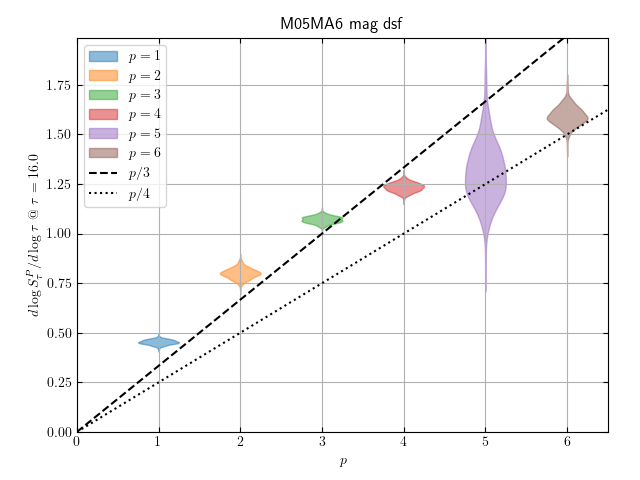 M05MA6 mag dsf
p = 1
p = 2
p = 3
p = 4
p = 5
p = 6
p/3
p/4
d log S_τ^P / d log τ @ τ = 16.0
1.75
1.50
1.25
1.00
0.75
0.50
0.25
0.00
0 1 2 3 4 5 6
p